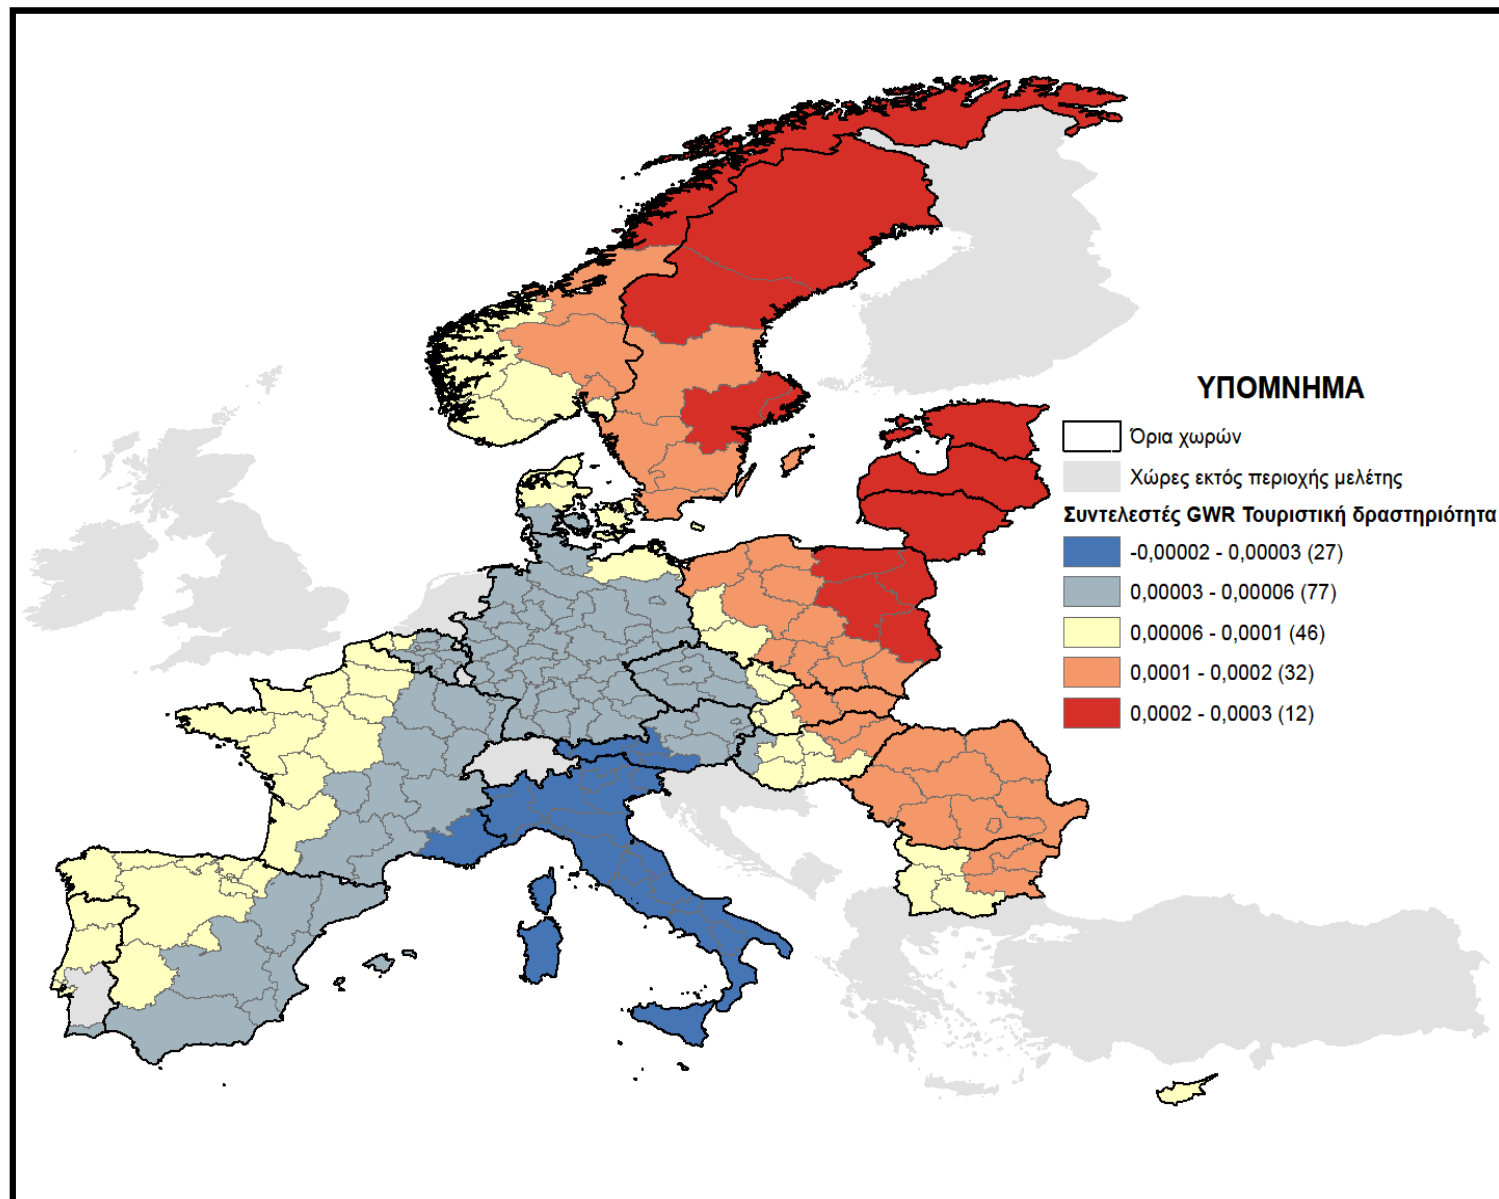 ΥΠΟΜΝΗΜΑ
Όρια χωρών
Χώρες εκτός περιοχής μελέτης
Συντελεστές GWR Τουριστική δραστηριότητα
-0,00002 - 0,00003 (27)
0,00003 - 0,00006 (77)
0,00006 - 0,0001 (46)
0,0001 - 0,0002 (32)
0,0002 - 0,0003 (12)